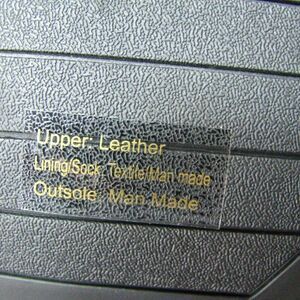 Upper: Leather
Lining/Sock: Textile/Man made
Outsole: Man Made